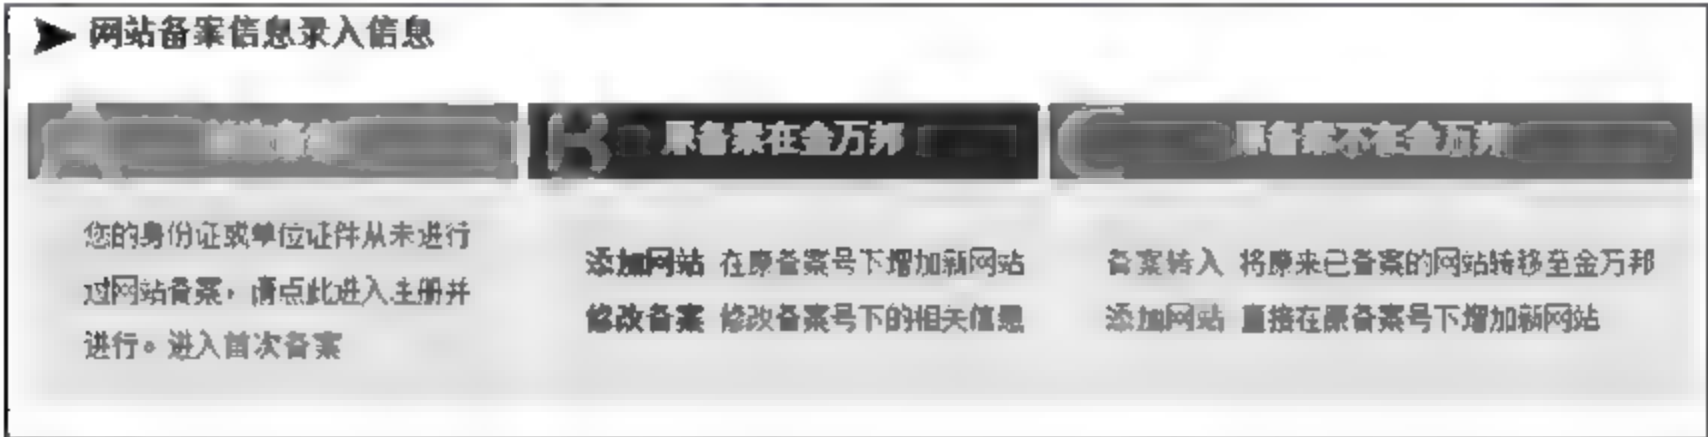 网站备案信息录入信息
原备案在金万邦
原备案不在金万邦
您的身份证或单位证件从未进行
过网站备案，请点此进入注册并
进行。进入首次备案
添加网站 在原备案号下增加新网站
修改备案 修改备案号下的相关信息
备案转入 将原来已备案的网站转移至金万邦
添加网站 直接在原备案号下增加新网站